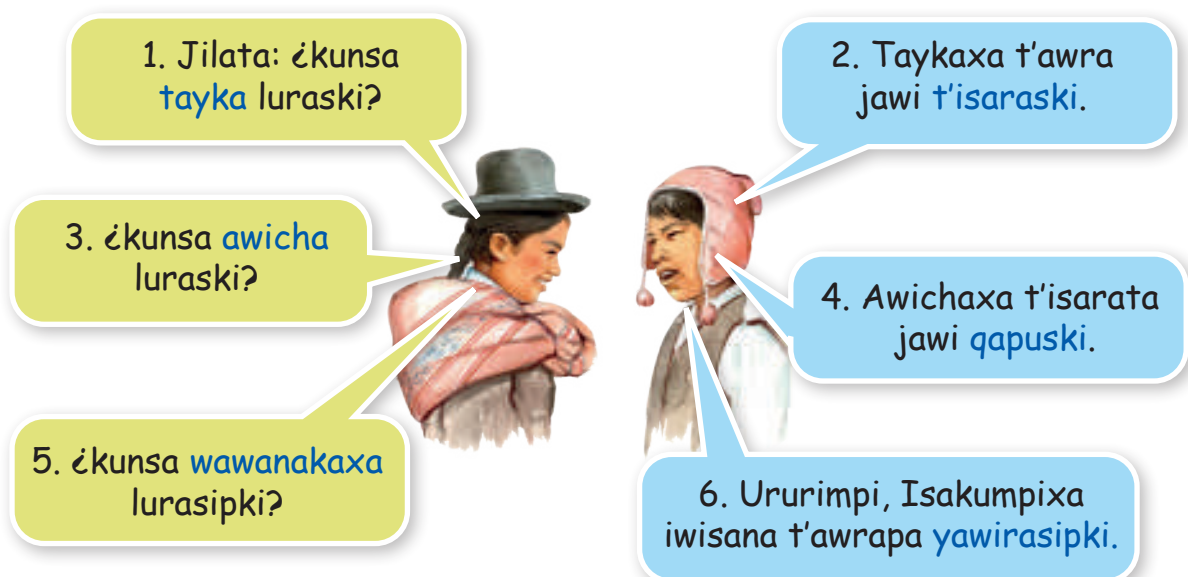 1. Jilata: ¿kunsa
tayka luraski?
2. Taykaxa t'awra
jawi t'isaraski.
3. ¿kunsa awicha
luraski?
4. Awichaxa t'isarata
jawi qapuski.
5. ¿kunsa wawanakaxa
lurasipki?
6. Ururimpi, Isakumpixa
iwisana t'awrapa yawirasipki.